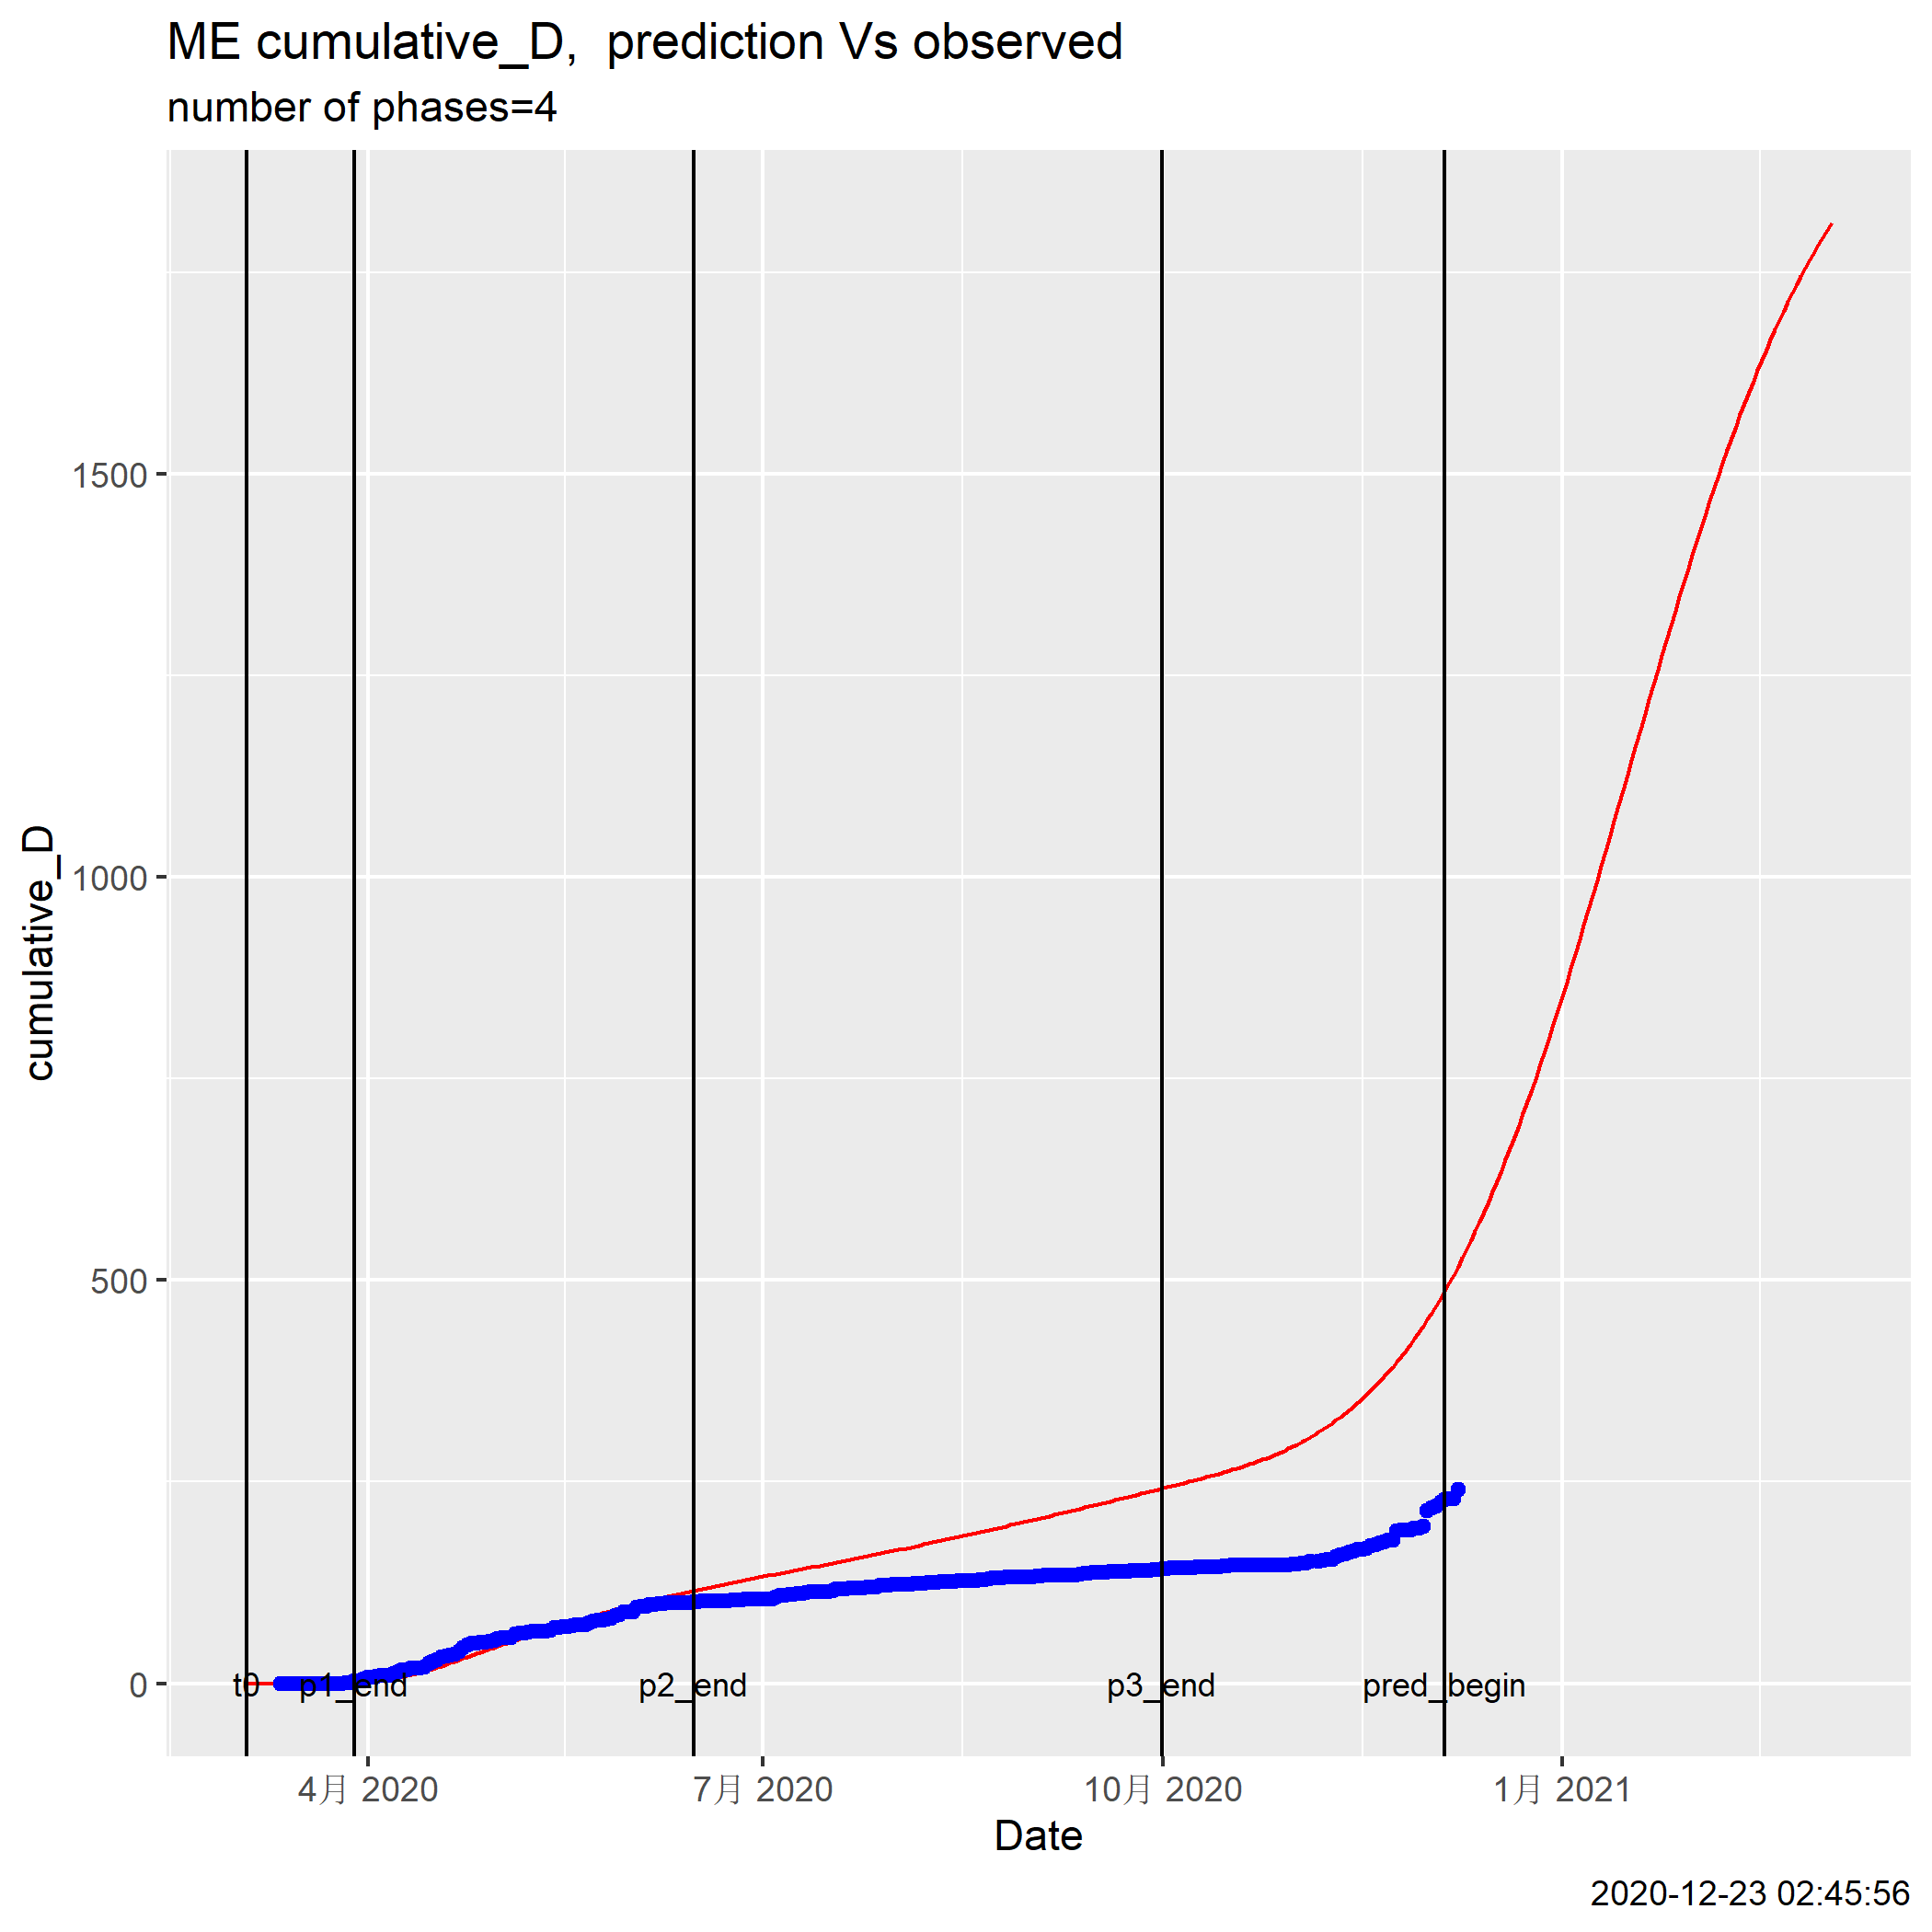 ME cumulative_D,  prediction Vs observed
number of phases=4
cumulative_D
1500
1000
500
0
t0
p1_end
p2_end
p3_end
pred_begin
4月 2020
7月 2020
10月 2020
1月 2021
Date
2020-12-23 02:45:56